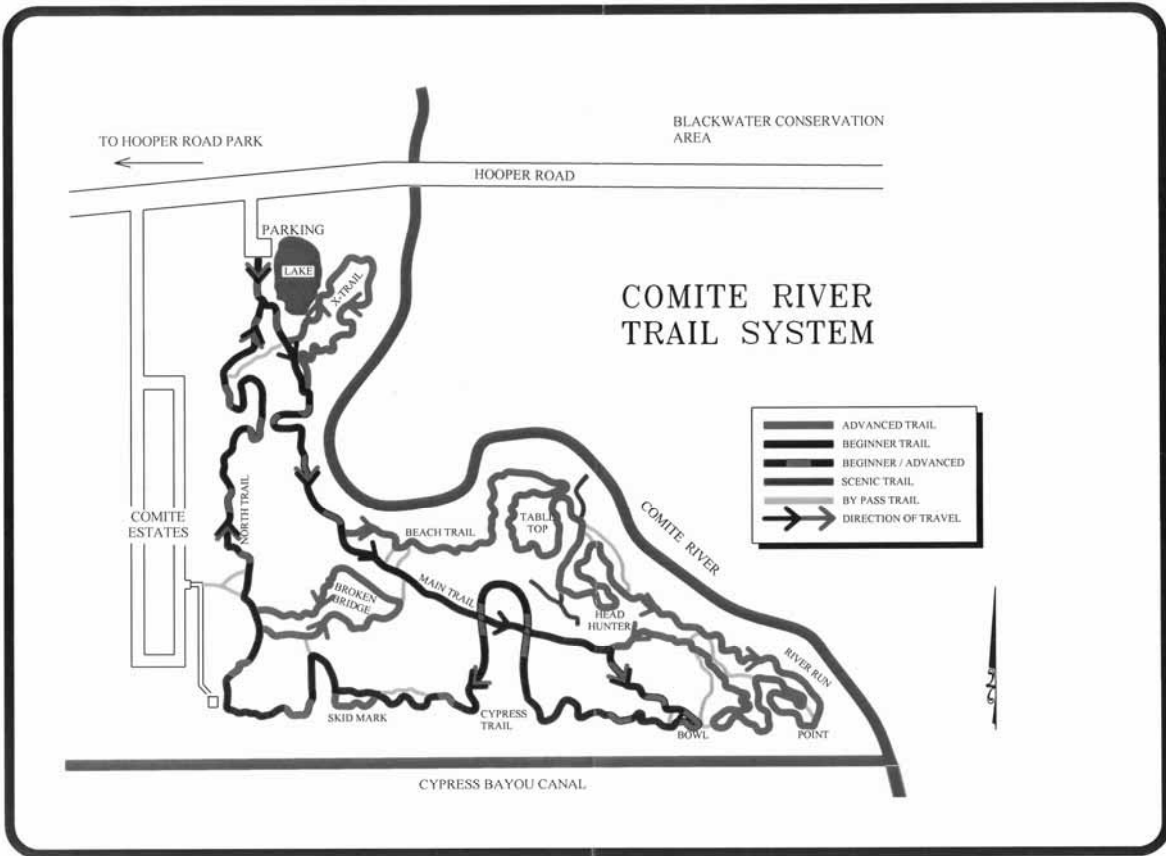 TO HOOPER ROAD PARK
BLACKWATER CONSERVATION
AREA
HOOPER ROAD
PARKING
LAKE
X-TRAIL
COMITE RIVER
TRAIL SYSTEM
ADVANCED TRAIL
BEGINNER TRAIL
BEGINNER / ADVANCED
SCENIC TRAIL
BY PASS TRAIL
DIRECTION OF TRAVEL
COMITE
ESTATES
NORTH TRAIL
BEACH TRAIL
TABLE
TOP
COMITE RIVER
BROKEN
BRIDGE
MAIN TRAIL
HEAD
HUNTER
RIVER RUN
SKID MARK
CYPRESS
TRAIL
BOWL
POINT
CYPRESS BAYOU CANAL